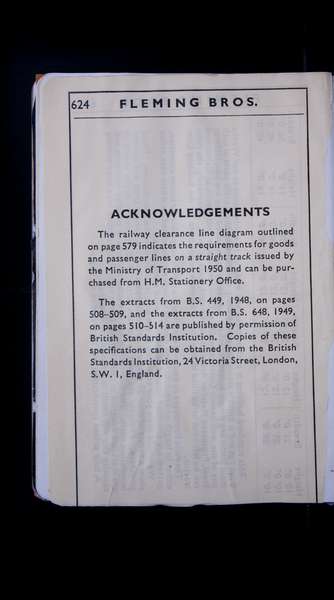 624 FLEMING BROS.
ACKNOWLEDGEMENTS
The railway clearance line diagram outlined
on page 579 indicates the requirements for goods
and passenger lines on a straight track issued by
the Ministry of Transport 1950 and can be pur-
chased from H.M. Stationery Office.
The extracts from B.S. 449, 1948, on pages
508–509, and the extracts from B.S. 648, 1949,
on pages 510–514 are published by permission of
British Standards Institution. Copies of these
specifications can be obtained from the British
Standards Institution, 24 Victoria Street, London,
S.W. 1, England.